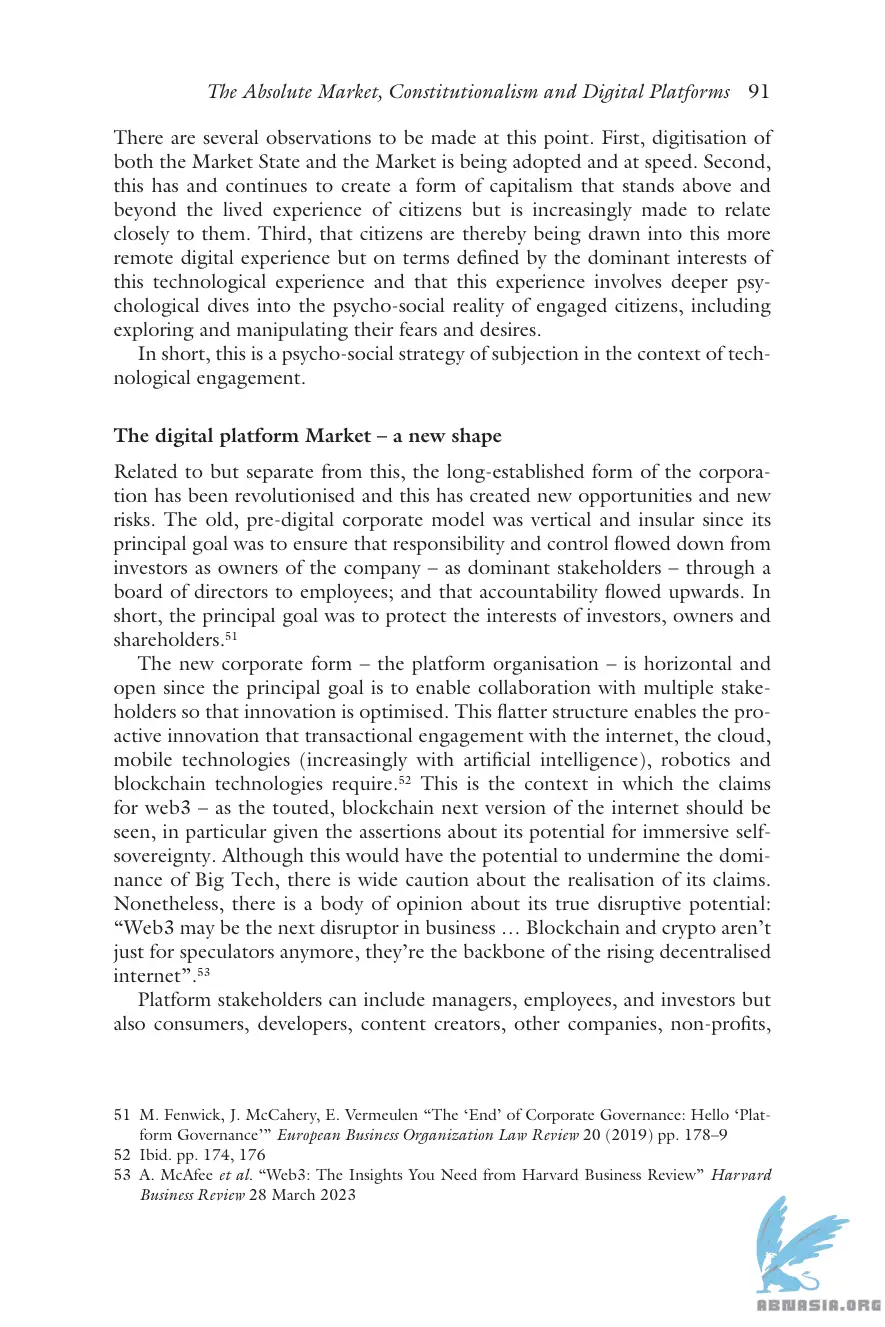 The Absolute Market, Constitutionalism and Digital Platforms 91
There are several observations to be made at this point. First, digitisation of
both the Market State and the Market is being adopted and at speed. Second,
this has and continues to create a form of capitalism that stands above and
beyond the lived experience of citizens but is increasingly made to relate
closely to them. Third, that citizens are thereby being drawn into this more
remote digital experience but on terms defined by the dominant interests of
this technological experience and that this experience involves deeper psy-
chological dives into the psycho-social reality of engaged citizens, including
exploring and manipulating their fears and desires.
In short, this is a psycho-social strategy of subjection in the context of tech-
nological engagement.
The digital platform Market – a new shape
Related to but separate from this, the long-established form of the corpora-
tion has been revolutionised and this has created new opportunities and new
risks. The old, pre-digital corporate model was vertical and insular since its
principal goal was to ensure that responsibility and control flowed down from
investors as owners of the company – as dominant stakeholders – through a
board of directors to employees; and that accountability flowed upwards. In
short, the principal goal was to protect the interests of investors, owners and
shareholders.51
The new corporate form – the platform organisation – is horizontal and
open since the principal goal is to enable collaboration with multiple stake-
holders so that innovation is optimised. This flatter structure enables the pro-
active innovation that transactional engagement with the internet, the cloud,
mobile technologies (increasingly with artificial intelligence), robotics and
blockchain technologies require.52 This is the context in which the claims
for web3 – as the touted, blockchain next version of the internet should be
seen, in particular given the assertions about its potential for immersive self-
sovereignty. Although this would have the potential to undermine the domi-
nance of Big Tech, there is wide caution about the realisation of its claims.
Nonetheless, there is a body of opinion about its true disruptive potential:
“Web3 may be the next disruptor in business … Blockchain and crypto aren’t
just for speculators anymore, they’re the backbone of the rising decentralised
internet”.53
Platform stakeholders can include managers, employees, and investors but
also consumers, developers, content creators, other companies, non-profits,
51 M. Fenwick, J. McCahery, E. Vermeulen “The ‘End’ of Corporate Governance: Hello ‘Plat-
form Governance’” European Business Organization Law Review 20 (2019) pp. 178–9
52 Ibid. pp. 174, 176
53 A. McAfee et al. “Web3: The Insights You Need from Harvard Business Review” Harvard
Business Review 28 March 2023
ABNASIA.ORG